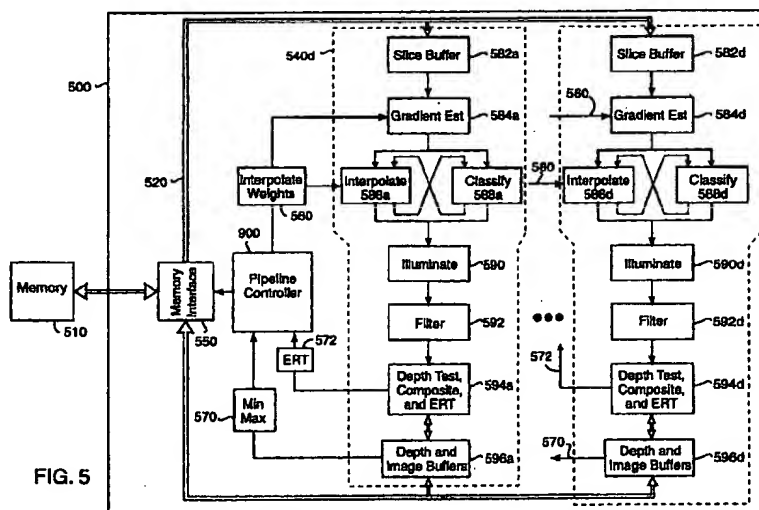 500
520
540d
Slice Buffer
582a
Slice Buffer
582d
Gradient Est
584a
560
Gradient Est
584d
Interpolate
Weights
560
Interpolate
586a
Classify
588a
560
Interpolate
586d
Classify
588d
900
Memory
510
Memory
Interface
550
Pipeline
Controller
Illuminate
590
Illuminate
590d
Filter
592
Filter
592d
ERT
572
Depth Test,
Composite,
and ERT
594a
572
Depth Test,
Composite,
and ERT
594d
570
Min
Max
Depth and
Image Buffers
596a
570
Depth and
Image Buffers
596d
FIG. 5